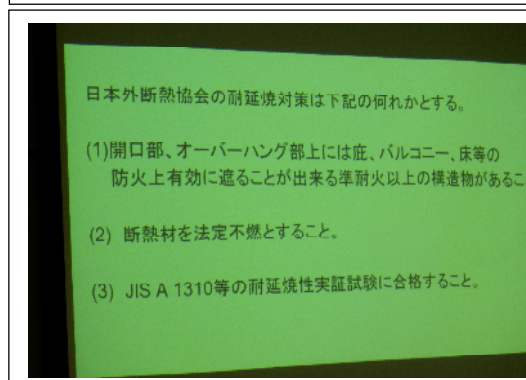 日本外断熱協会の耐延焼対策は下記の何れかとする。
(1)開口部、オーバーハング部上には庇、バルコニー、床等の
防火上有効に遮ることが出来る準耐火以上の構造物があるこ
(2) 断熱材を法定不燃とすること。
(3) JIS A 1310等の耐延焼性実証試験に合格すること。